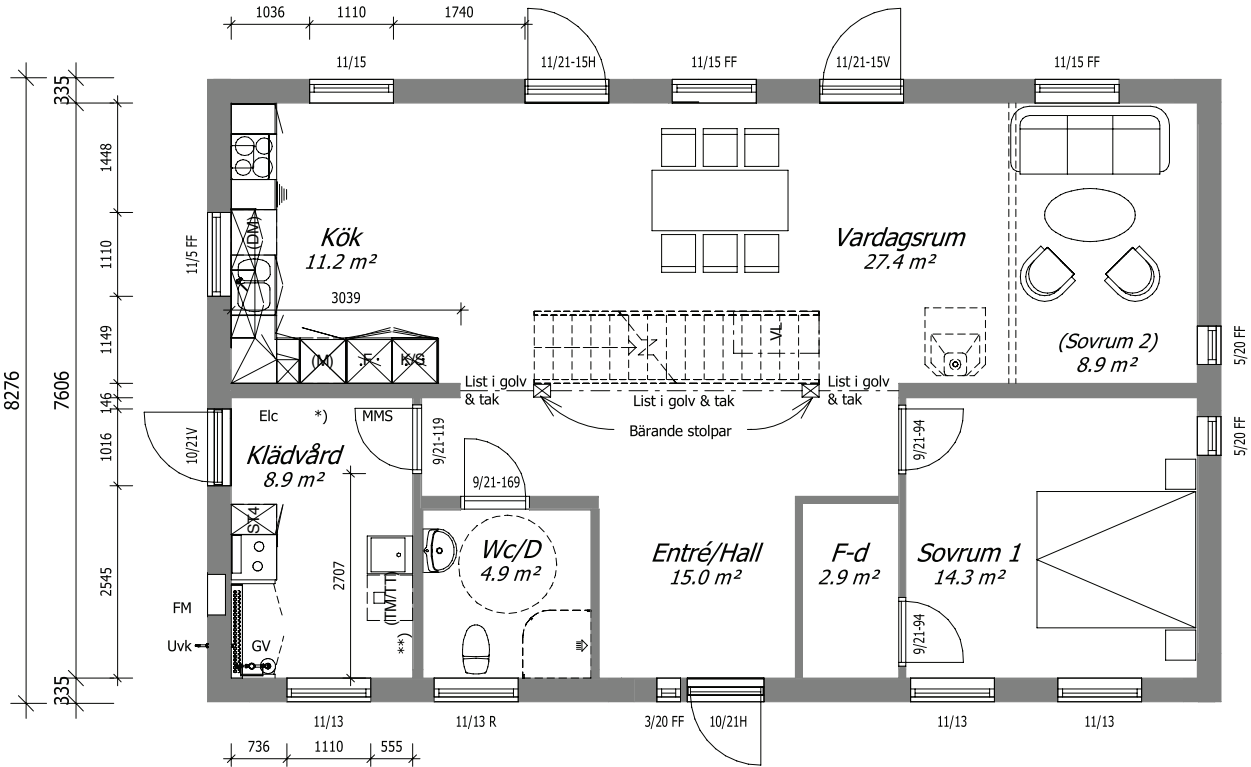 1036 1110 1740
11/15 11/21-15H 11/15 FF 11/21-15V 11/15 FF
335
1448
(DM)
Kök
11.2 m²
Vardagsrum
27.4 m²
11/5 FF
1110
3039
1149
VL
(M) F K/S
(Sovrum 2)
8.9 m²
5/20 FF
8276
7606
List i golv
& tak
List i golv & tak
List i golv
& tak
146
Bärande stolpar
Elc *) MMS
10/21V
1016
9/21-119
9/21-94
5/20 FF
Klädvård
8.9 m²
9/21-169
ST4
2545
2707
Wc/D
4.9 m²
Entré/Hall
15.0 m²
F-d
2.9 m²
Sovrum 1
14.3 m²
(TM/TT)
FM
**)
9/21-94
Uvk
GV
335
11/13 11/13 R 3/20 FF 10/21H 11/13 11/13
736 1110 555